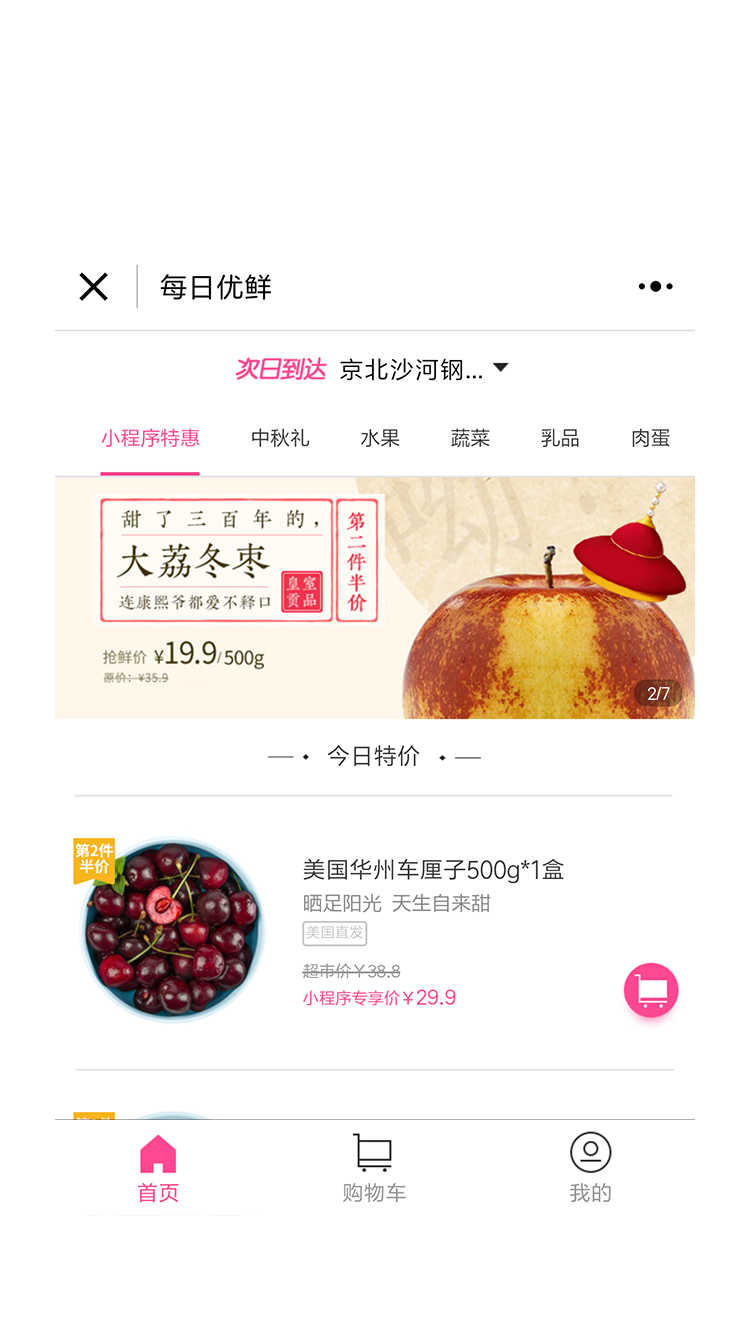 每日优鲜
次日到达 京北沙河钢...
小程序特惠 中秋礼 水果 蔬菜 乳品 肉蛋
甜了三百年的，
大荔冬枣
连康熙爷都爱不释口
皇室
贡品
第二件半价
抢鲜价 ¥19.9/500g
原价：¥35.9
2/7
今日特价
第2件
半价
美国华州车厘子500g*1盒
晒足阳光 天生自来甜
美国直发
超市价￥38.8
小程序专享价￥29.9
首页 购物车 我的